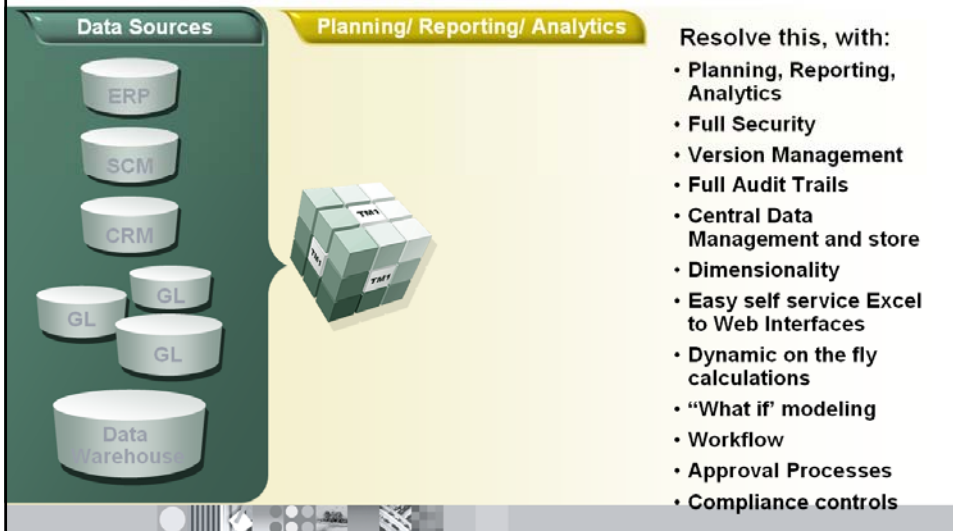 Data Sources
Planning/ Reporting/ Analytics
ERP
SCM
CRM
GL
GL
GL
Data
Warehouse
TM1
TM1
TM1
Resolve this, with:
• Planning, Reporting,
Analytics
• Full Security
• Version Management
• Full Audit Trails
• Central Data
Management and store
• Dimensionality
• Easy self service Excel
to Web Interfaces
• Dynamic on the fly
calculations
• “What if’ modeling
• Workflow
• Approval Processes
• Compliance controls